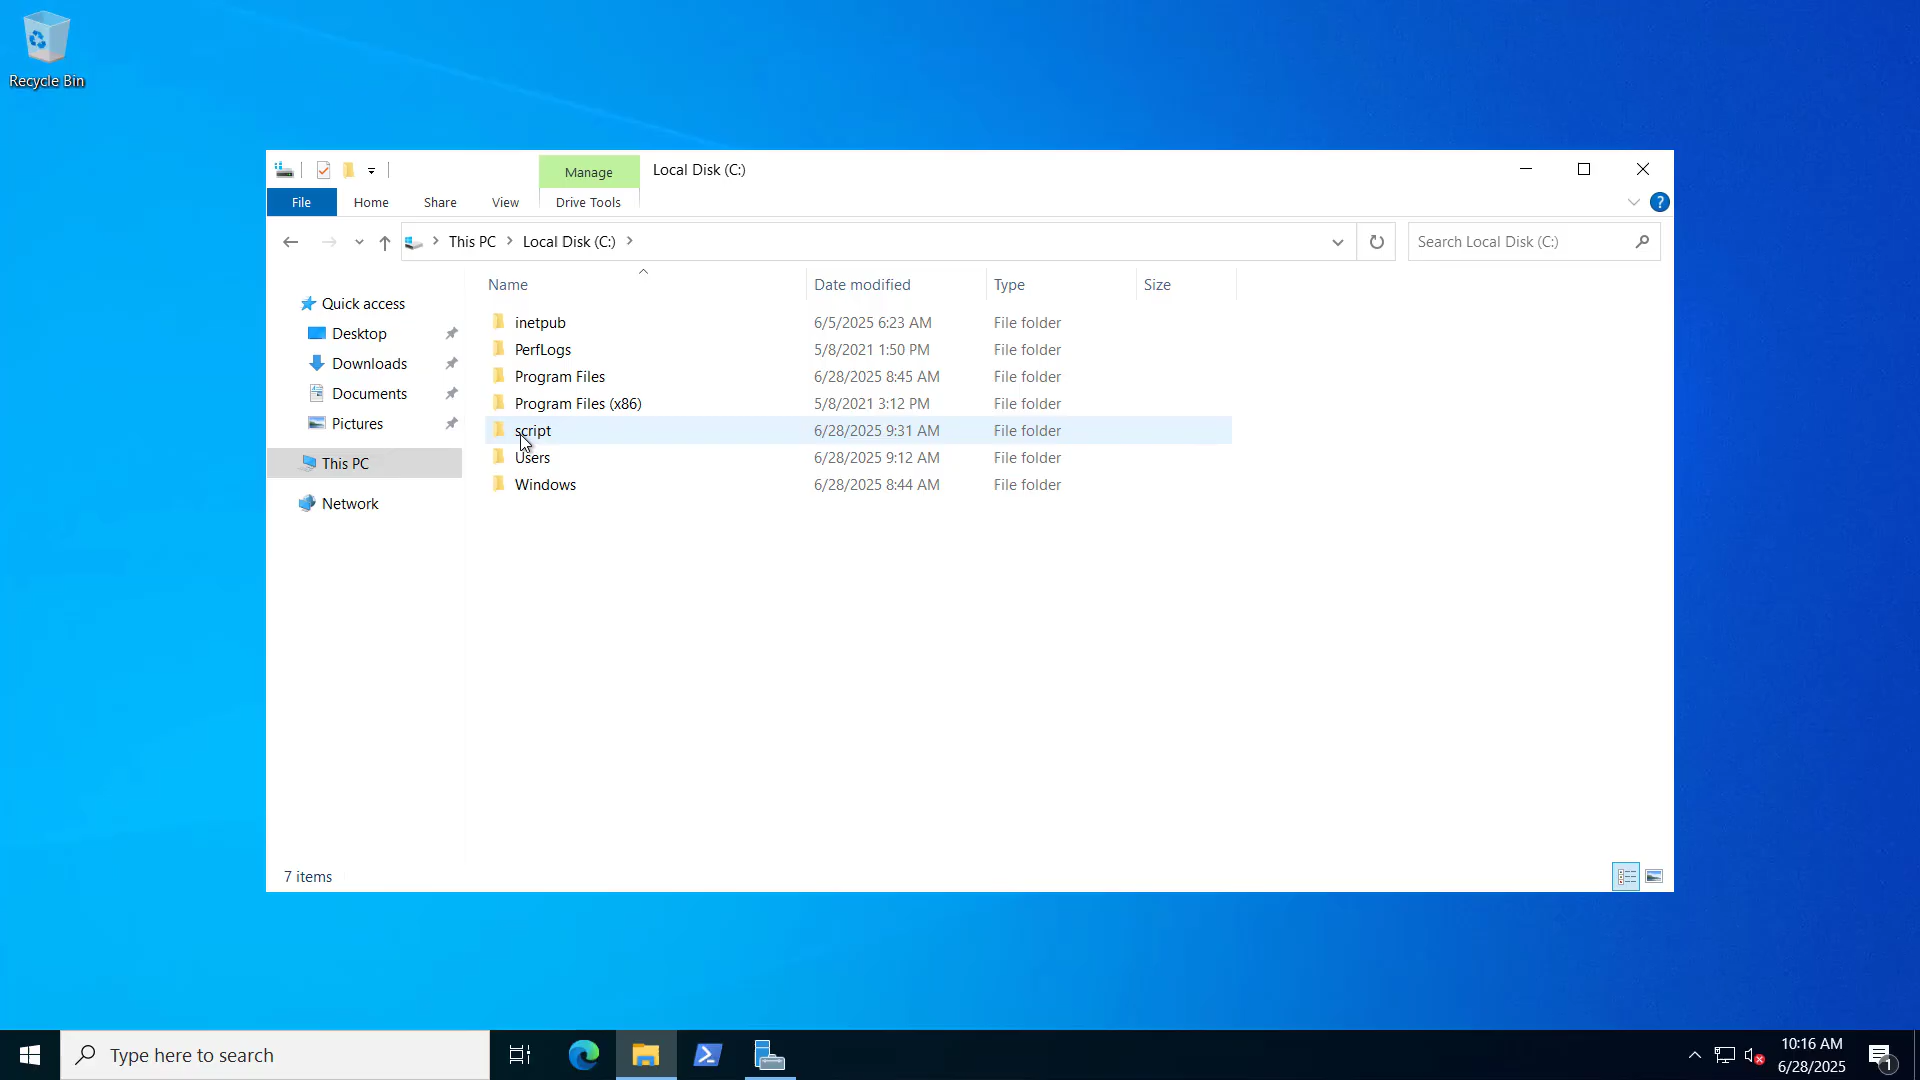 Recycle Bin
Manage
Local Disk (C:)
File
Home
Share
View
Drive Tools
?
This PC
Local Disk (C:)
Search Local Disk (C:)
Name
Date modified
Type
Size
Quick access
Desktop
Downloads
Documents
Pictures
This PC
Network
inetpub
6/5/2025 6:23 AM
File folder
PerfLogs
5/8/2021 1:50 PM
File folder
Program Files
6/28/2025 8:45 AM
File folder
Program Files (x86)
5/8/2021 3:12 PM
File folder
script
6/28/2025 9:31 AM
File folder
Users
6/28/2025 9:12 AM
File folder
Windows
6/28/2025 8:44 AM
File folder
7 items
Type here to search
10:16 AM
6/28/2025
1